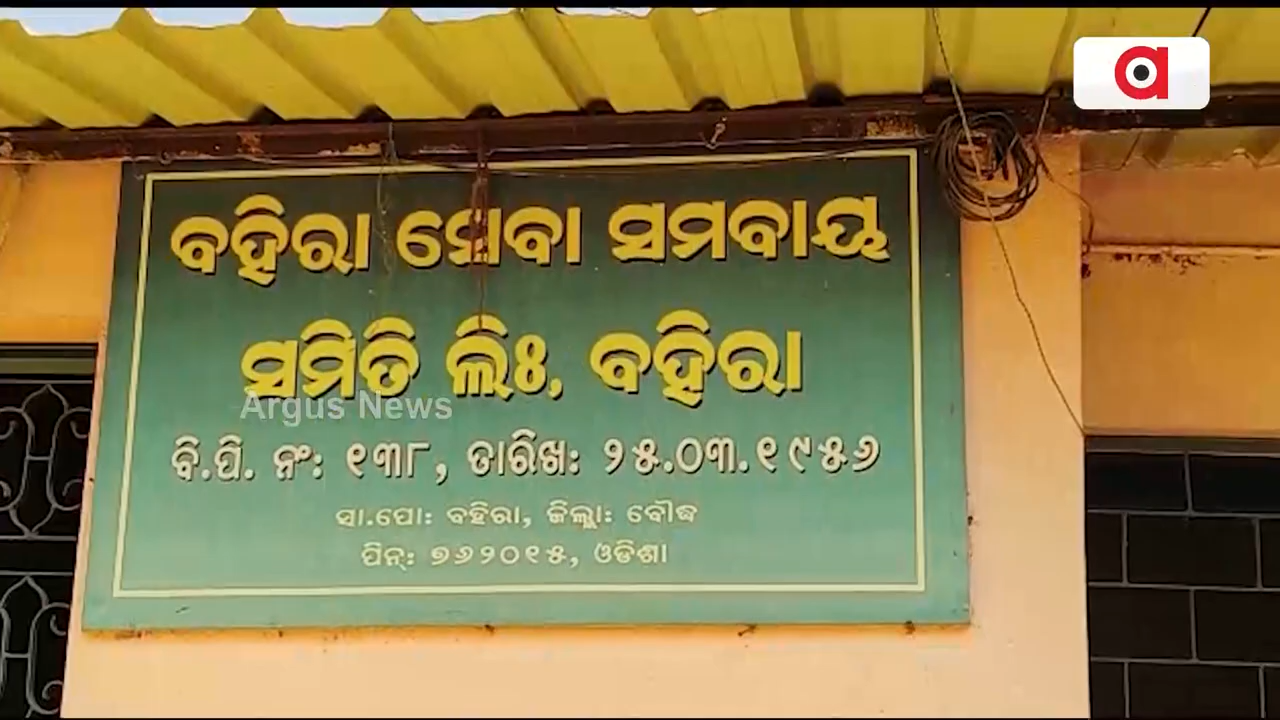 ବହିରା ସେବା ସମବାୟ
ସମିତି ଲିଃ, ବହିରା
Argus News
ବି.ପି. ନଂ: ୧୩୮, ତାରିଖ: ୨୫.୦୩.୧୯୫୬
ସା.ପୋ: ବହିରା, ଜିଲ୍ଲା: ବୌଦ୍ଧ
ପିନ୍: ୭୬୨୦୧୫, ଓଡିଶା